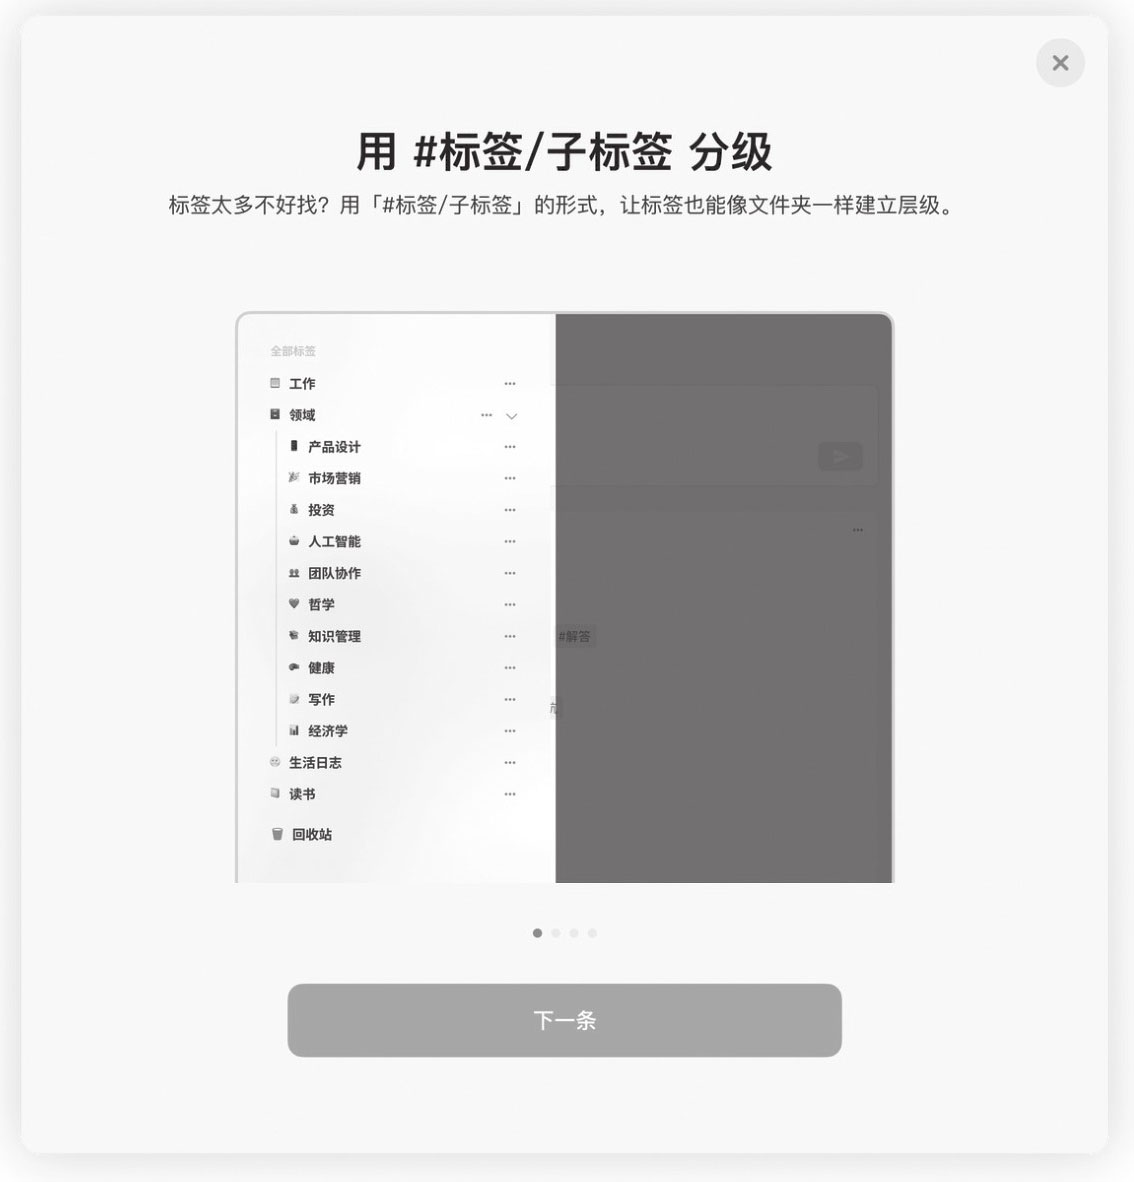 用 #标签/子标签 分级
标签太多不好找？用「#标签/子标签」的形式，让标签也能像文件夹一样建立层级。
全部标签
工作
领域
产品设计
市场营销
投资
人工智能
团队协作
哲学
#解答
知识管理
健康
写作
经济学
生活日志
读书
回收站
下一条